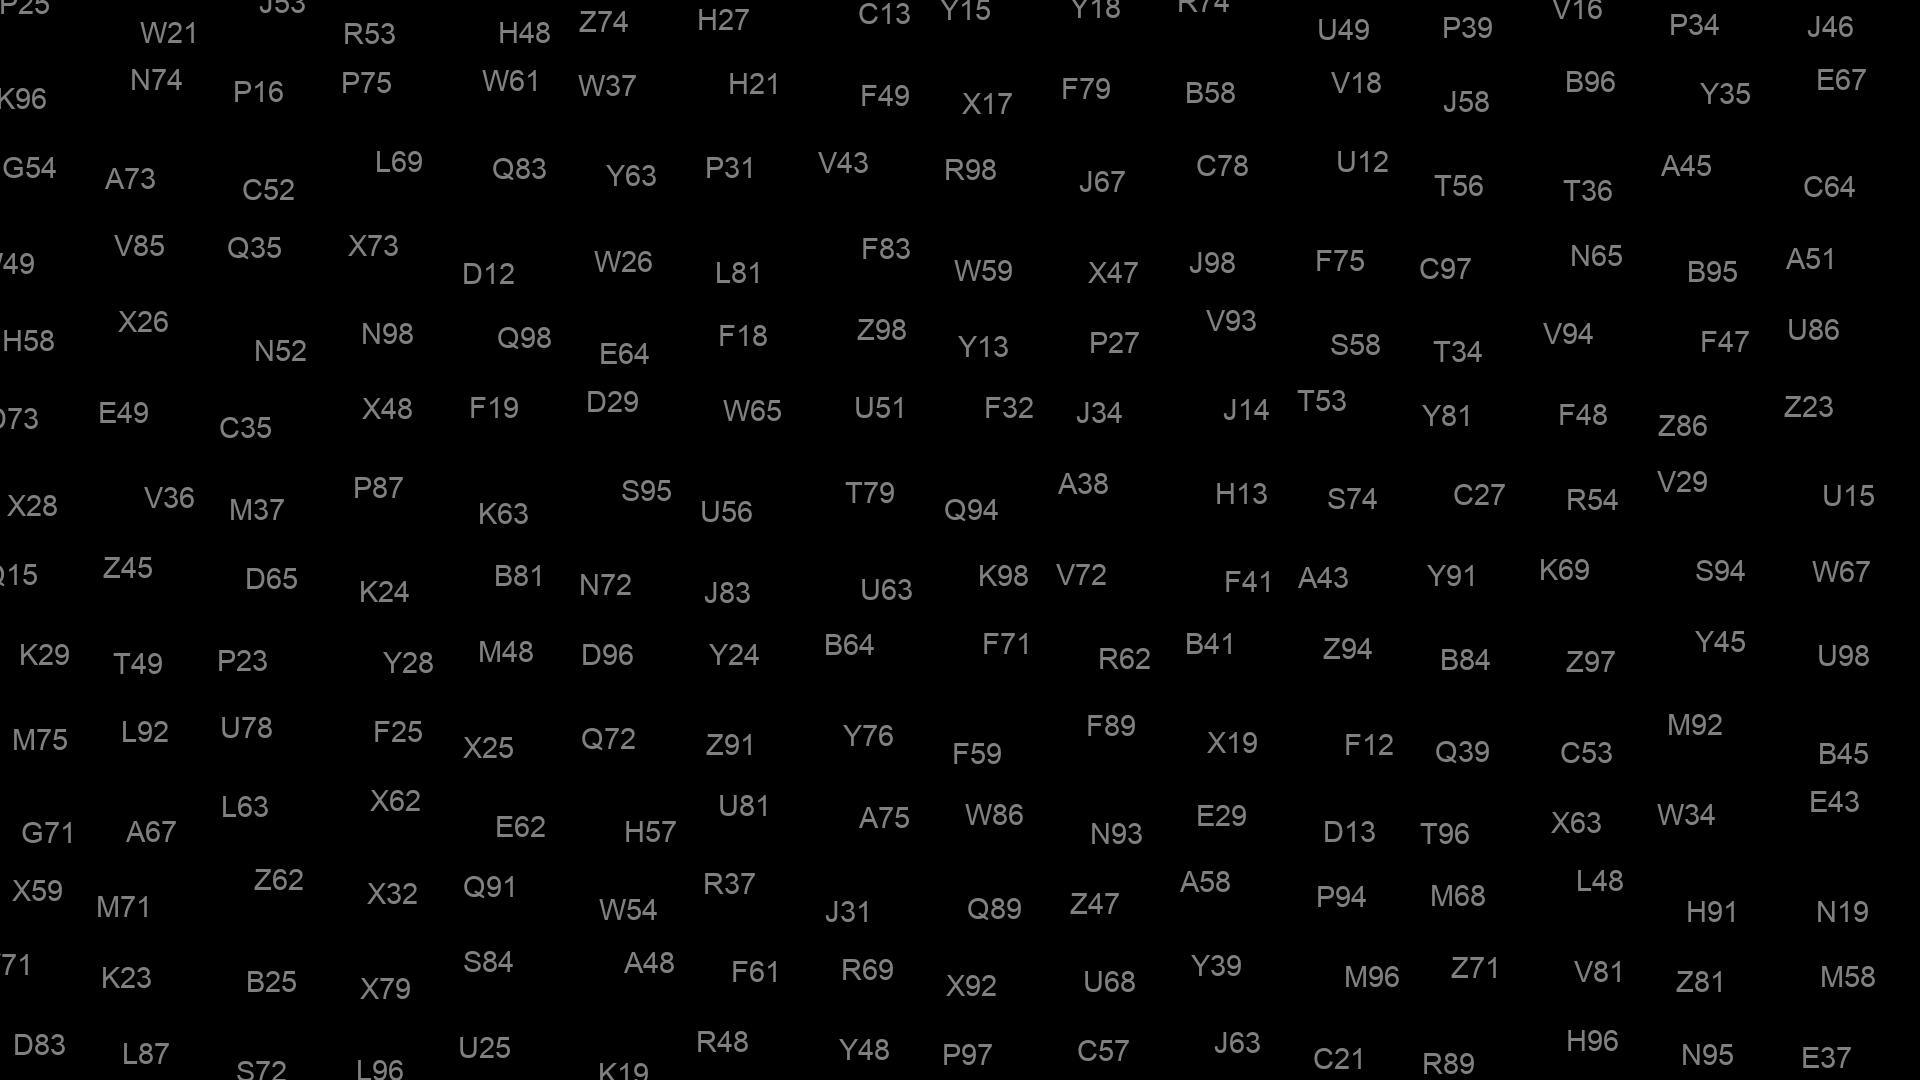 P25 W21 J53 R53 H48 Z74 H27 C13 Y15 Y18 R74 U49 P39 V16 P34 J46
K96 N74 P16 P75 W61 W37 H21 F49 X17 F79 B58 V18 J58 B96 Y35 E67
G54 A73 C52 L69 Q83 Y63 P31 V43 R98 J67 C78 U12 T56 T36 A45 C64
49 V85 Q35 X73 D12 W26 L81 F83 W59 X47 J98 F75 C97 N65 B95 A51
H58 X26 N52 N98 Q98 E64 F18 Z98 Y13 P27 V93 S58 T34 V94 F47 U86
73 E49 C35 X48 F19 D29 W65 U51 F32 J34 J14 T53 Y81 F48 Z86 Z23
X28 V36 M37 P87 K63 S95 U56 T79 Q94 A38 H13 S74 C27 R54 V29 U15
Q15 Z45 D65 K24 B81 N72 J83 U63 K98 V72 F41 A43 Y91 K69 S94 W67
K29 T49 P23 Y28 M48 D96 Y24 B64 F71 R62 B41 Z94 B84 Z97 Y45 U98
M75 L92 U78 F25 X25 Q72 Z91 Y76 F59 F89 X19 F12 Q39 C53 M92 B45
G71 A67 L63 X62 E62 H57 U81 A75 W86 N93 E29 D13 T96 X63 W34 E43
X59 M71 Z62 X32 Q91 W54 R37 J31 Q89 Z47 A58 P94 M68 L48 H91 N19
71 K23 B25 X79 S84 A48 F61 R69 X92 U68 Y39 M96 Z71 V81 Z81 M58
D83 L87 S72 L96 U25 K19 R48 Y48 P97 C57 J63 C21 R89 H96 N95 E37